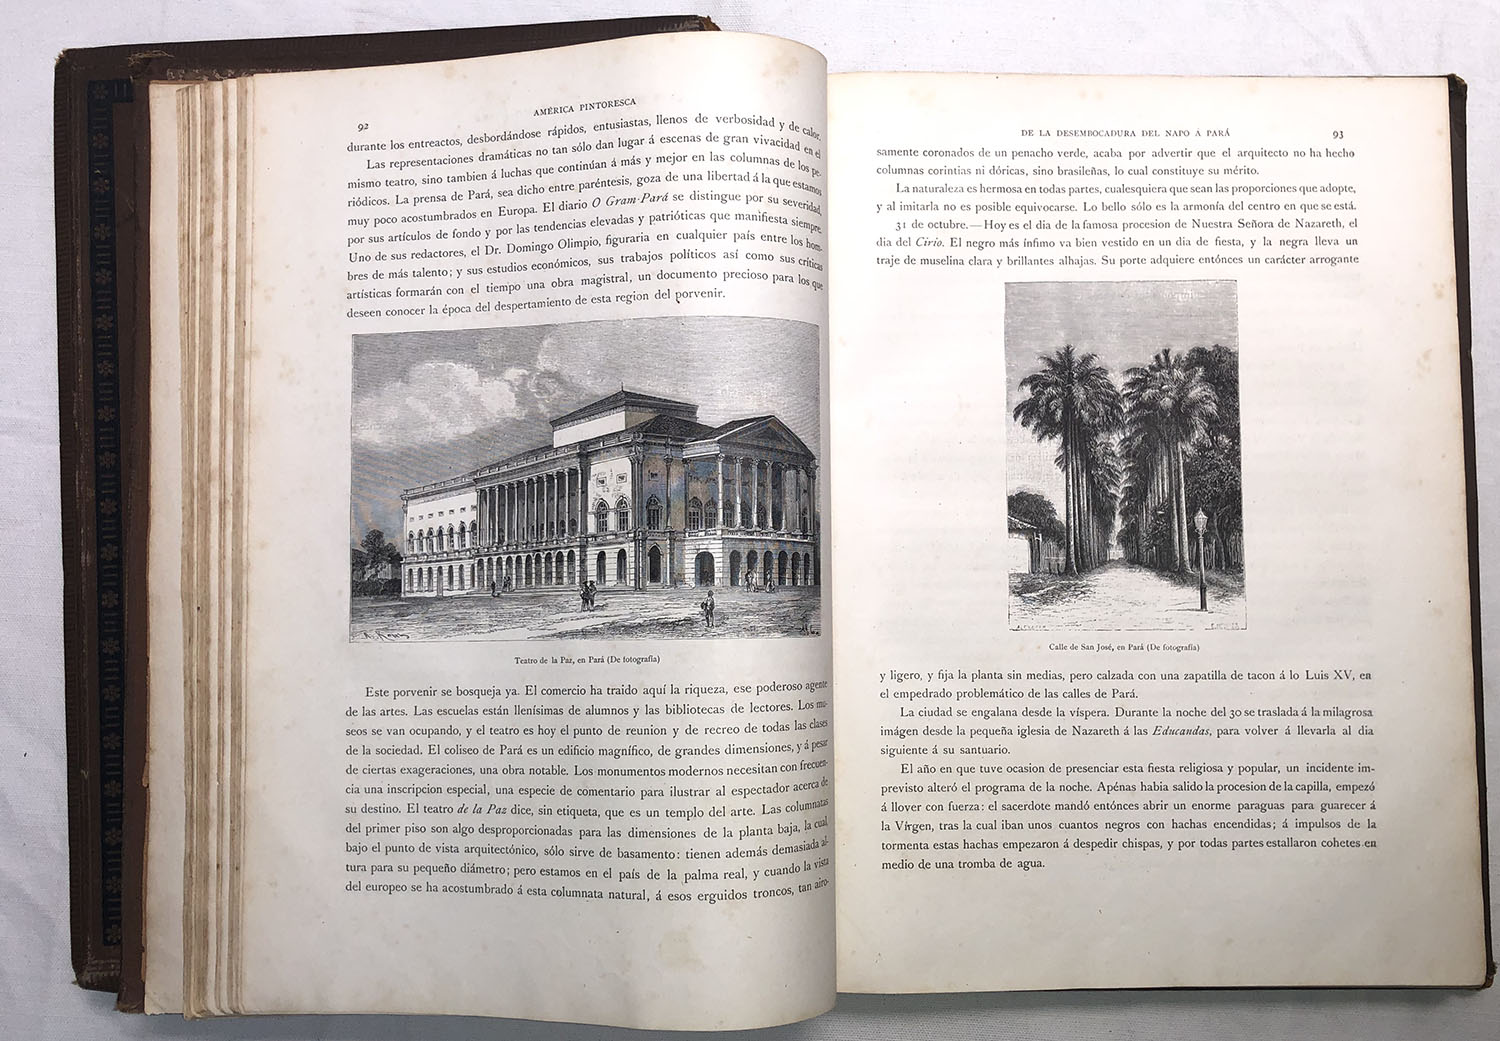 92
AMÉRICA PINTORESCA
durante los entreactos, desbordándose rápidos, entusiastas, llenos de verbosidad y de calor.
Las representaciones dramáticas no tan sólo dan lugar á escenas de gran vivacidad en el
mismo teatro, sino tambien á luchas que continúan á más y mejor en las columnas de los pe-
riódicos. La prensa de Pará, sea dicho entre paréntesis, goza de una libertad á la que estamos
muy poco acostumbrados en Europa. El diario O Gram-Pará se distingue por su severidad,
por sus artículos de fondo y por las tendencias elevadas y patrióticas que manifiesta siempre.
Uno de sus redactores, el Dr. Domingo Olimpio, figuraria en cualquier país entre los hom-
bres de más talento; y sus estudios económicos, sus trabajos políticos así como sus críticas
artísticas formarán con el tiempo una obra magistral, un documento precioso para los que
deseen conocer la época del despertamiento de esta region del porvenir.
Teatro de la Paz, en Pará (De fotografía)
Este porvenir se bosqueja ya. El comercio ha traido aquí la riqueza, ese poderoso agente
de las artes. Las escuelas están llenísimas de alumnos y las bibliotecas de lectores. Los mu-
seos se van ocupando, y el teatro es hoy el punto de reunion y de recreo de todas las clases
de la sociedad. El coliseo de Pará es un edificio magnífico, de grandes dimensiones, y á pesar
de ciertas exageraciones, una obra notable. Los monumentos modernos necesitan con frecuen-
cia una inscripcion especial, una especie de comentario para ilustrar al espectador acerca de
su destino. El teatro de la Paz dice, sin etiqueta, que es un templo del arte. Las columnatas
del primer piso son algo desproporcionadas para las dimensiones de la planta baja, la cual,
bajo el punto de vista arquitectónico, sólo sirve de basamento: tienen además demasiada al-
tura para su pequeño diámetro; pero estamos en el país de la palma real, y cuando la vista
del europeo se ha acostumbrado á esta columnata natural, á esos erguidos troncos, tan airo-
DE LA DESEMBOCADURA DEL NAPO A PARÁ
93
samente coronados de un penacho verde, acaba por advertir que el arquitecto no ha hecho
columnas corintias ni dóricas, sino brasileñas, lo cual constituye su mérito.
La naturaleza es hermosa en todas partes, cualesquiera que sean las proporciones que adopte,
y al imitarla no es posible equivocarse. Lo bello sólo es la armonía del centro en que se está.
31 de octubre.—Hoy es el dia de la famosa procesion de Nuestra Señora de Nazareth, el
dia del Cirio. El negro más ínfimo va bien vestido en un dia de fiesta, y la negra lleva un
traje de muselina clara y brillantes alhajas. Su porte adquiere entónces un carácter arrogante
Calle de San José, en Pará (De fotografía)
y ligero, y fija la planta sin medias, pero calzada con una zapatilla de tacon á lo Luis XV, en
el empedrado problemático de las calles de Pará.
La ciudad se engalana desde la víspera. Durante la noche del 30 se traslada á la milagrosa
imágen desde la pequeña iglesia de Nazareth á las Educandas, para volver á llevarla al dia
siguiente á su santuario.
El año en que tuve ocasion de presenciar esta fiesta religiosa y popular, un incidente im-
previsto alteró el programa de la noche. Apénas habia salido la procesion de la capilla, empezó
á llover con fuerza: el sacerdote mandó entónces abrir un enorme paraguas para guarecer á
la Vírgen, tras la cual iban unos cuantos negros con hachas encendidas; á impulsos de la
tormenta estas hachas empezaron á despedir chispas, y por todas partes estallaron cohetes en
medio de una tromba de agua.